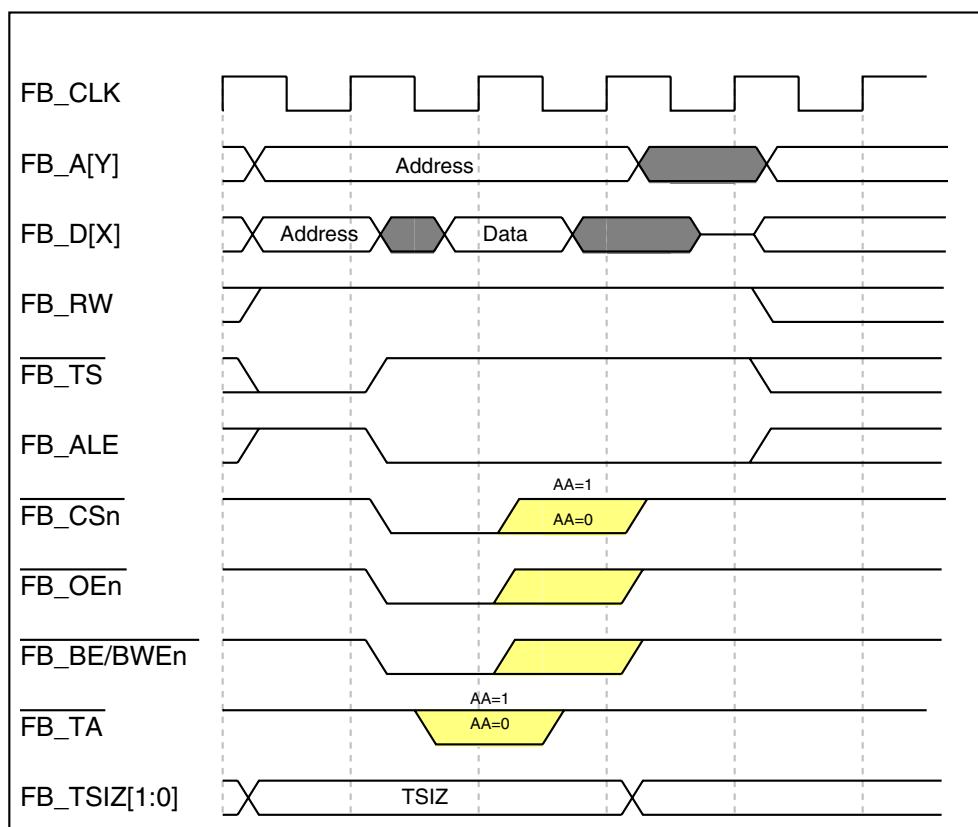 FB_CLK
FB_A[Y]
Address
FB_D[X]
Address
Data
FB_RW
FB_TS
FB_ALE
AA=1
FB_CSn
AA=0
FB_OEn
FB_BE/BWEn
AA=1
FB_TA
AA=0
FB_TSIZ[1:0]
TSIZ